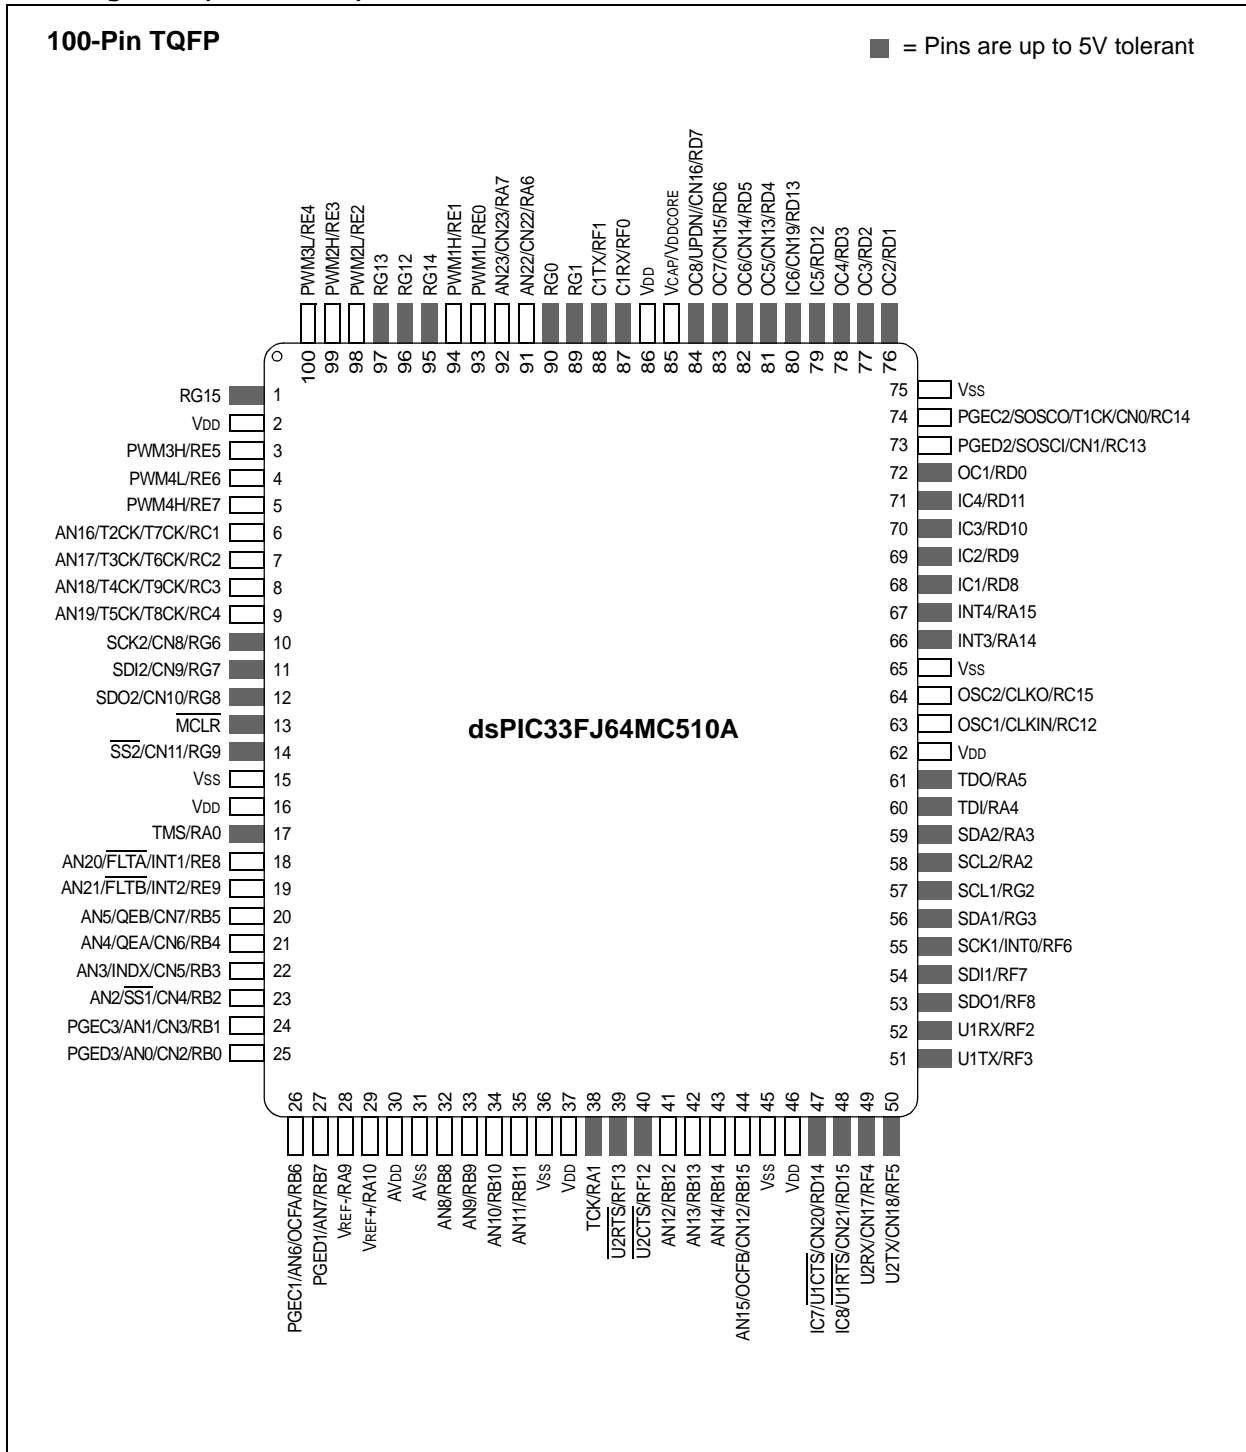 100-Pin TQFP
= Pins are up to 5V tolerant
PWM3L/RE4
PWM2H/RE3
PWM2L/RE2
RG13
RG12
RG14
PWM1H/RE1
PWM1L/RE0
AN23/CN23/RA7
AN22/CN22/RA6
RG0
RG1
C1TX/RF1
C1RX/RF0
VDD
VCAP/VDDCORE
OC8/UPDN//CN16/RD7
OC7/CN15/RD6
OC6/CN14/RD5
OC5/CN13/RD4
IC6/CN19/RD13
IC5/RD12
OC4/RD3
OC3/RD2
OC2/RD1
100
99
98
97
96
95
94
93
92
91
90
89
88
87
86
85
84
83
82
81
80
79
78
77
76
RG15 1
VDD 2
PWM3H/RE5 3
PWM4L/RE6 4
PWM4H/RE7 5
AN16/T2CK/T7CK/RC1 6
AN17/T3CK/T6CK/RC2 7
AN18/T4CK/T9CK/RC3 8
AN19/T5CK/T8CK/RC4 9
SCK2/CN8/RG6 10
SDI2/CN9/RG7 11
SDO2/CN10/RG8 12
MCLR 13
SS2/CN11/RG9 14
VSS 15
VDD 16
TMS/RA0 17
AN20/FLTA/INT1/RE8 18
AN21/FLTB/INT2/RE9 19
AN5/QEB/CN7/RB5 20
AN4/QEA/CN6/RB4 21
AN3/INDX/CN5/RB3 22
AN2/SS1/CN4/RB2 23
PGEC3/AN1/CN3/RB1 24
PGED3/AN0/CN2/RB0 25
dsPIC33FJ64MC510A
75 VSS
74 PGEC2/SOSCO/T1CK/CN0/RC14
73 PGED2/SOSCI/CN1/RC13
72 OC1/RD0
71 IC4/RD11
70 IC3/RD10
69 IC2/RD9
68 IC1/RD8
67 INT4/RA15
66 INT3/RA14
65 VSS
64 OSC2/CLKO/RC15
63 OSC1/CLKIN/RC12
62 VDD
61 TDO/RA5
60 TDI/RA4
59 SDA2/RA3
58 SCL2/RA2
57 SCL1/RG2
56 SDA1/RG3
55 SCK1/INT0/RF6
54 SDI1/RF7
53 SDO1/RF8
52 U1RX/RF2
51 U1TX/RF3
26
27
28
29
30
31
32
33
34
35
36
37
38
39
40
41
42
43
44
45
46
47
48
49
50
PGEC1/AN6/OCFA/RB6
PGED1/AN7/RB7
VREF-/RA9
VREF+/RA10
AVDD
AVSS
AN8/RB8
AN9/RB9
AN10/RB10
AN11/RB11
VSS
VDD
TCK/RA1
U2RTS/RF13
U2CTS/RF12
AN12/RB12
AN13/RB13
AN14/RB14
AN15/OCFB/CN12/RB15
VSS
VDD
IC7/U1CTS/CN20/RD14
IC8/U1RTS/CN21/RD15
U2RX/CN17/RF4
U2TX/CN18/RF5